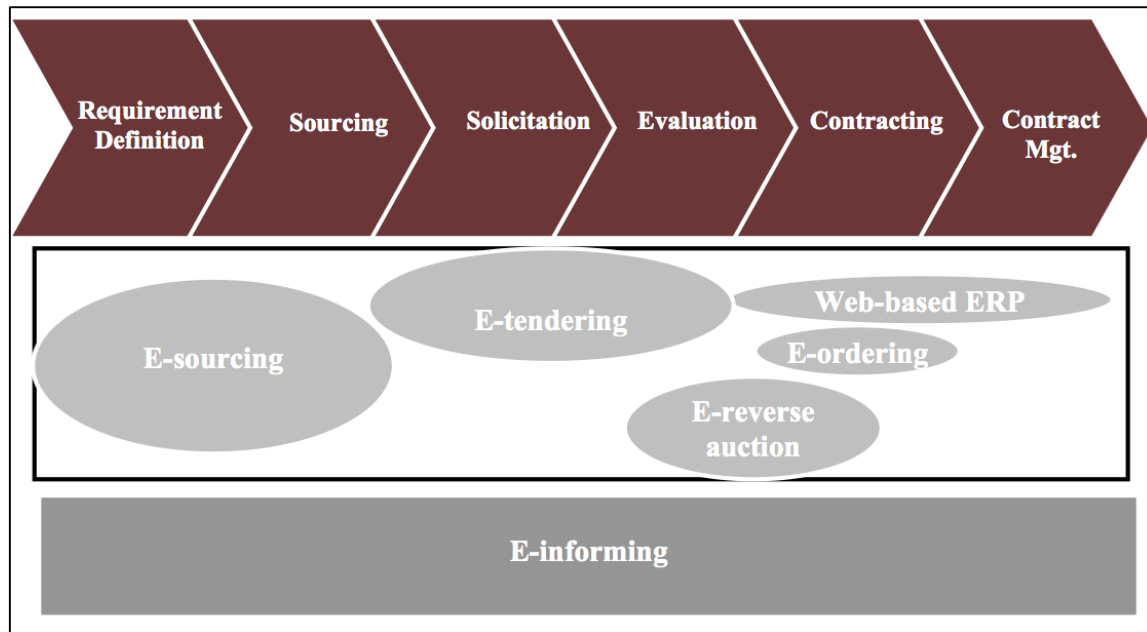 Requirement
Definition
Sourcing
Solicitation
Evaluation
Contracting
Contract
Mgt.
E-sourcing
E-tendering
Web-based ERP
E-ordering
E-reverse
auction
E-informing